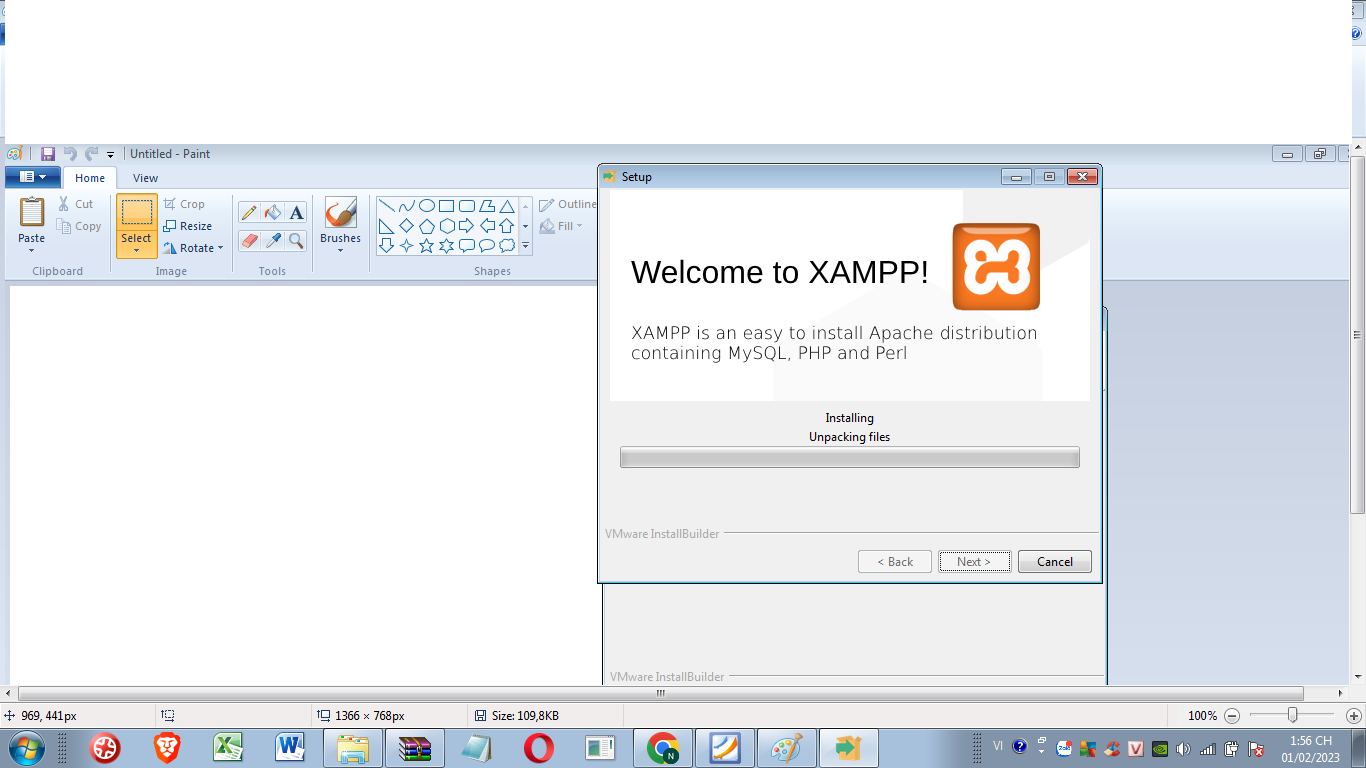 Untitled - Paint
Home
View
Paste
Cut
Copy
Clipboard
Select
Crop
Resize
Rotate
Image
A
Tools
Brushes
Shapes
Outline
Fill
Setup
Welcome to XAMPP!
XAMPP is an easy to install Apache distribution
containing MySQL, PHP and Perl
Installing
Unpacking files
VMware InstallBuilder
< Back
Next >
Cancel
VMware InstallBuilder
969, 441px
1366 × 768px
Size: 109,8KB
100%
VI
1:56 CH
01/02/2023